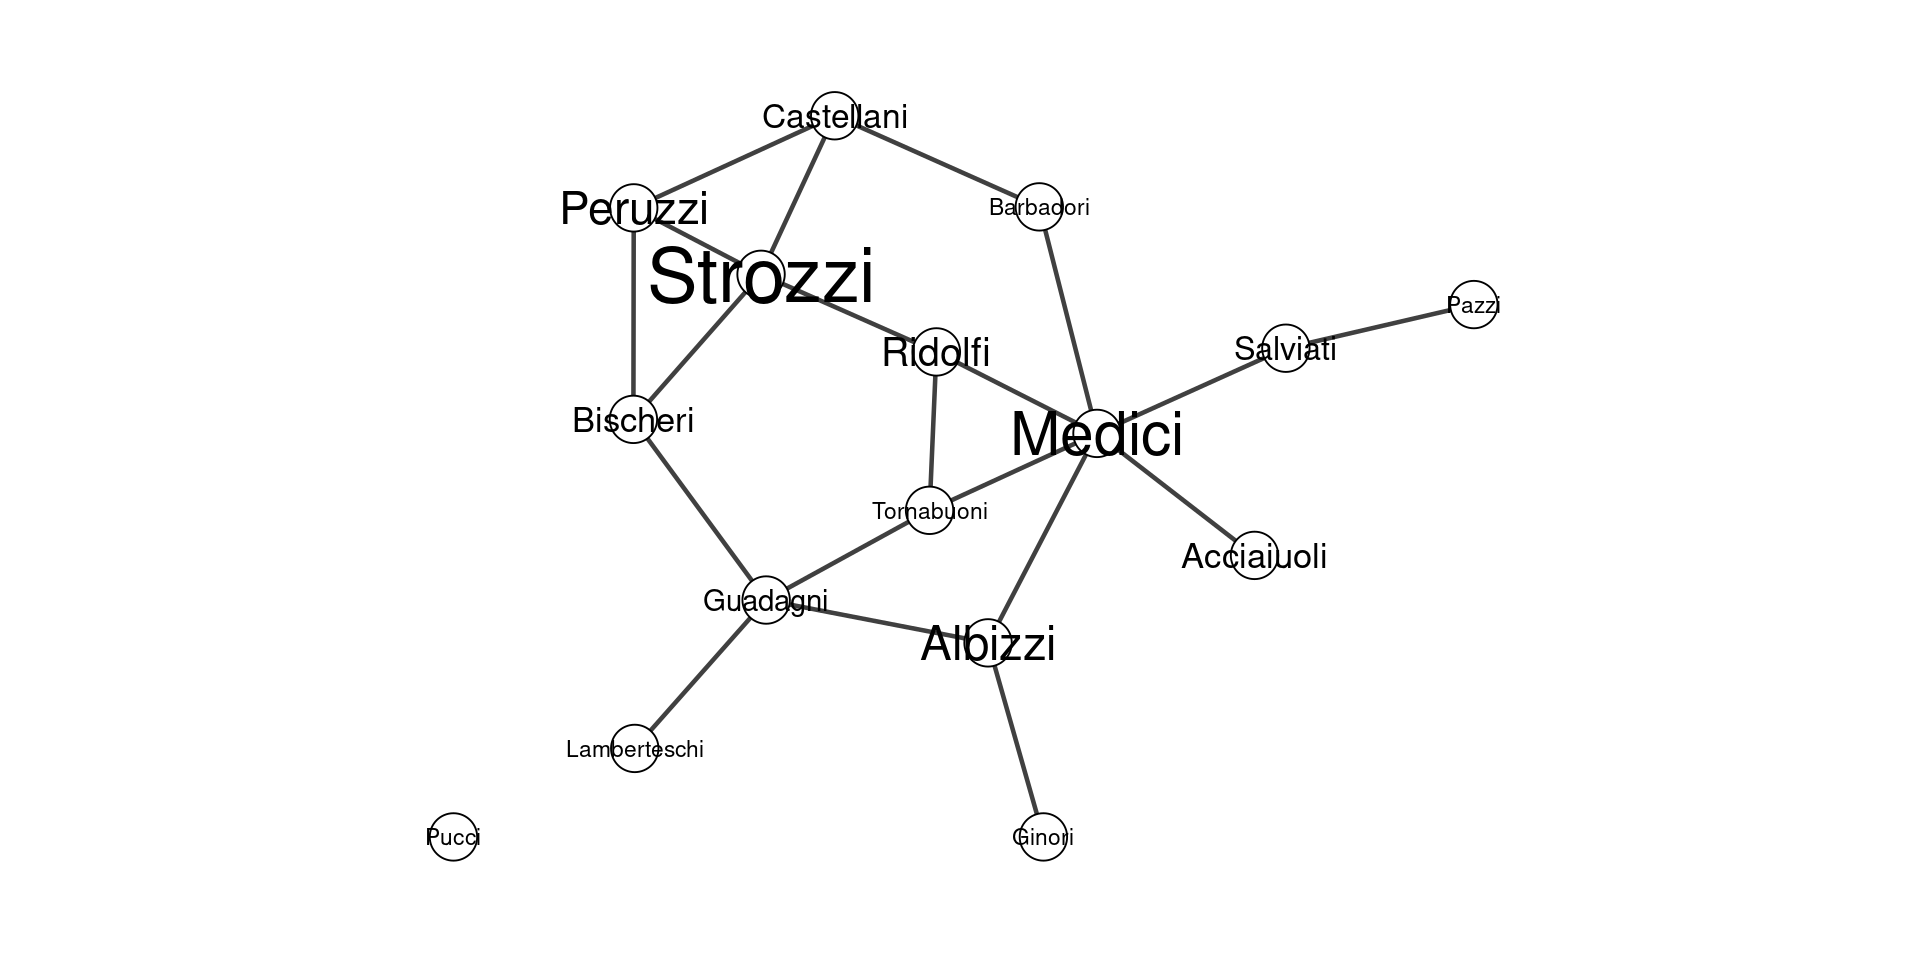 Castellani
Peruzzi
Barbadori
Strozzi
Pazzi
Ridolfi
Salviati
Bischeri
Medici
Tornabuoni
Acciaiuoli
Guadagni
Albizzi
Lamberteschi
Pucci
Ginori